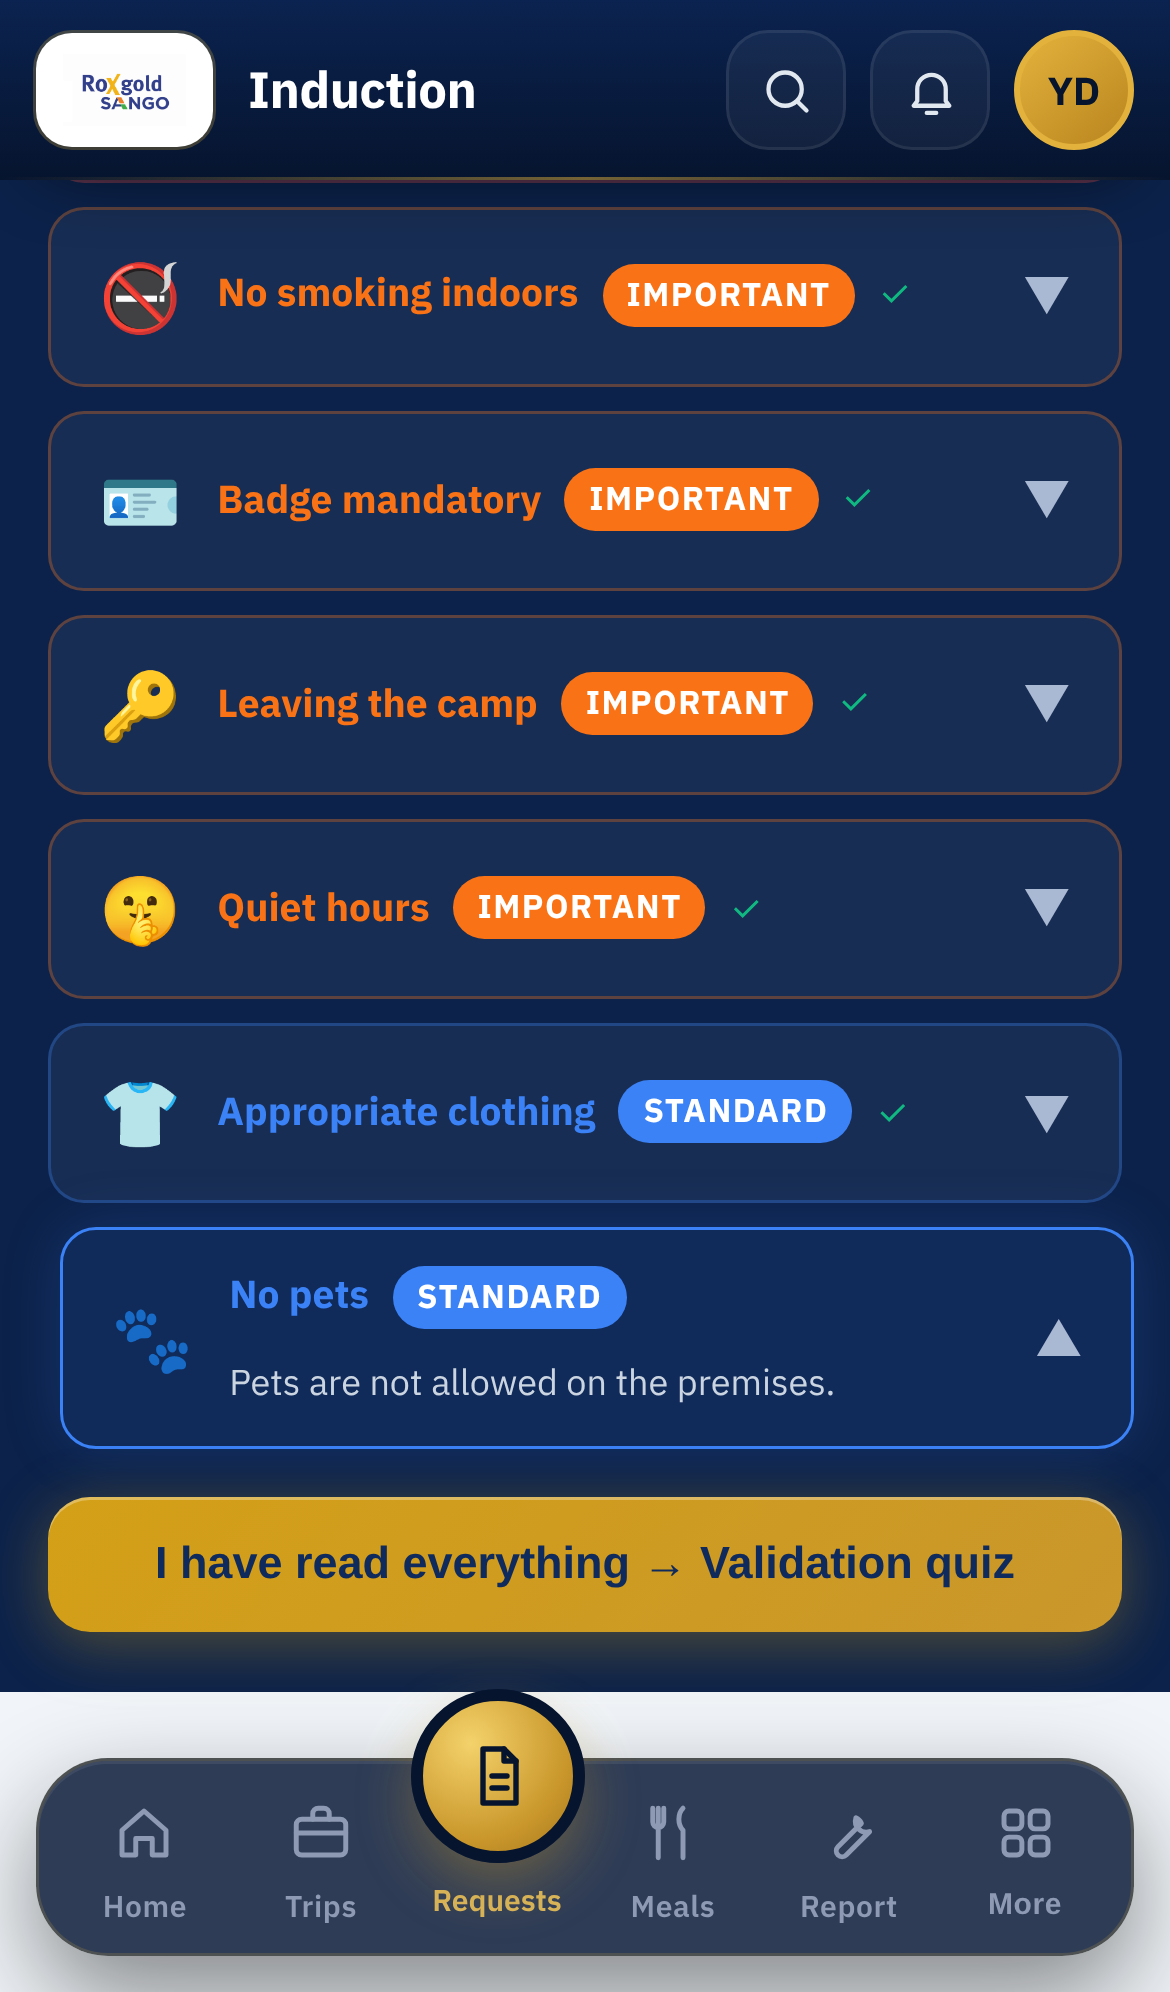 Roxgold
SANGO
Induction
YD
No smoking indoors IMPORTANT ✓
Badge mandatory IMPORTANT ✓
Leaving the camp IMPORTANT ✓
Quiet hours IMPORTANT ✓
Appropriate clothing STANDARD ✓
No pets STANDARD
Pets are not allowed on the premises.
I have read everything → Validation quiz
Home Trips Requests Meals Report More